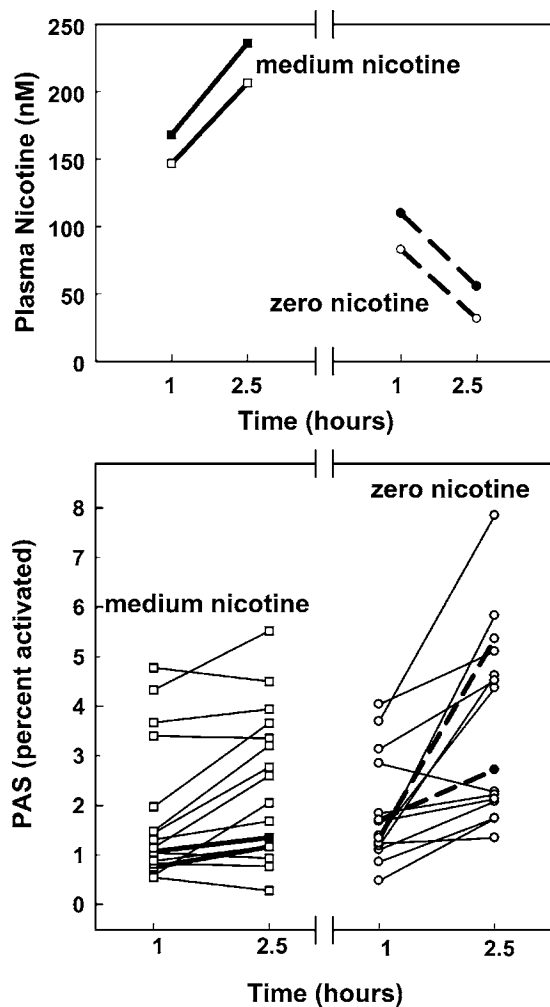 Plasma Nicotine (nM)
250
200
150
100
50
0
medium nicotine
zero nicotine
1
2.5
1
2.5
Time (hours)
PAS (percent activated)
8
7
6
5
4
3
2
1
0
medium nicotine
zero nicotine
1
2.5
1
2.5
Time (hours)